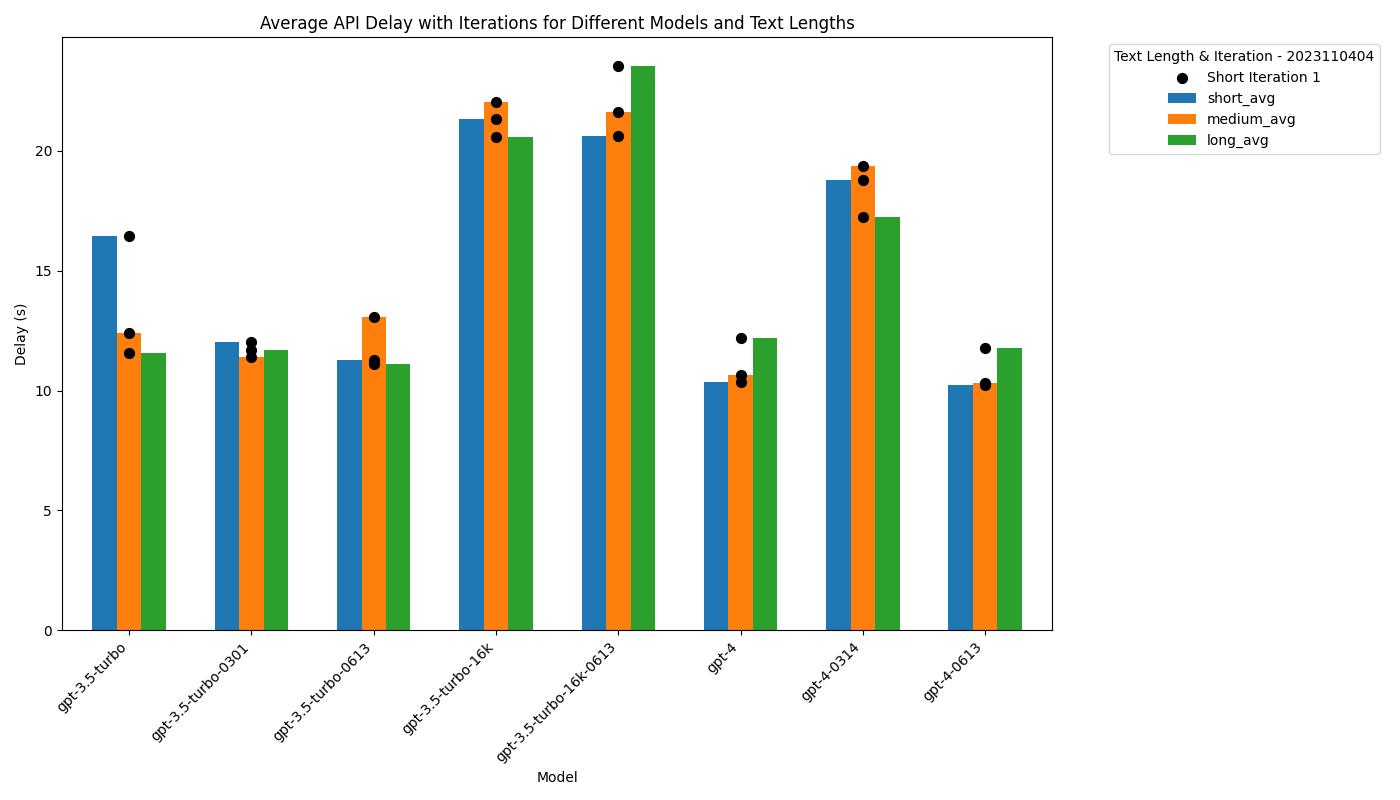 Average API Delay with Iterations for Different Models and Text Lengths
Text Length & Iteration - 2023110404
Short Iteration 1
short_avg
medium_avg
long_avg
Delay (s)
20
15
10
5
0
gpt-3.5-turbo
gpt-3.5-turbo-0301
gpt-3.5-turbo-0613
gpt-3.5-turbo-16k
gpt-3.5-turbo-16k-0613
gpt-4
gpt-4-0314
gpt-4-0613
Model